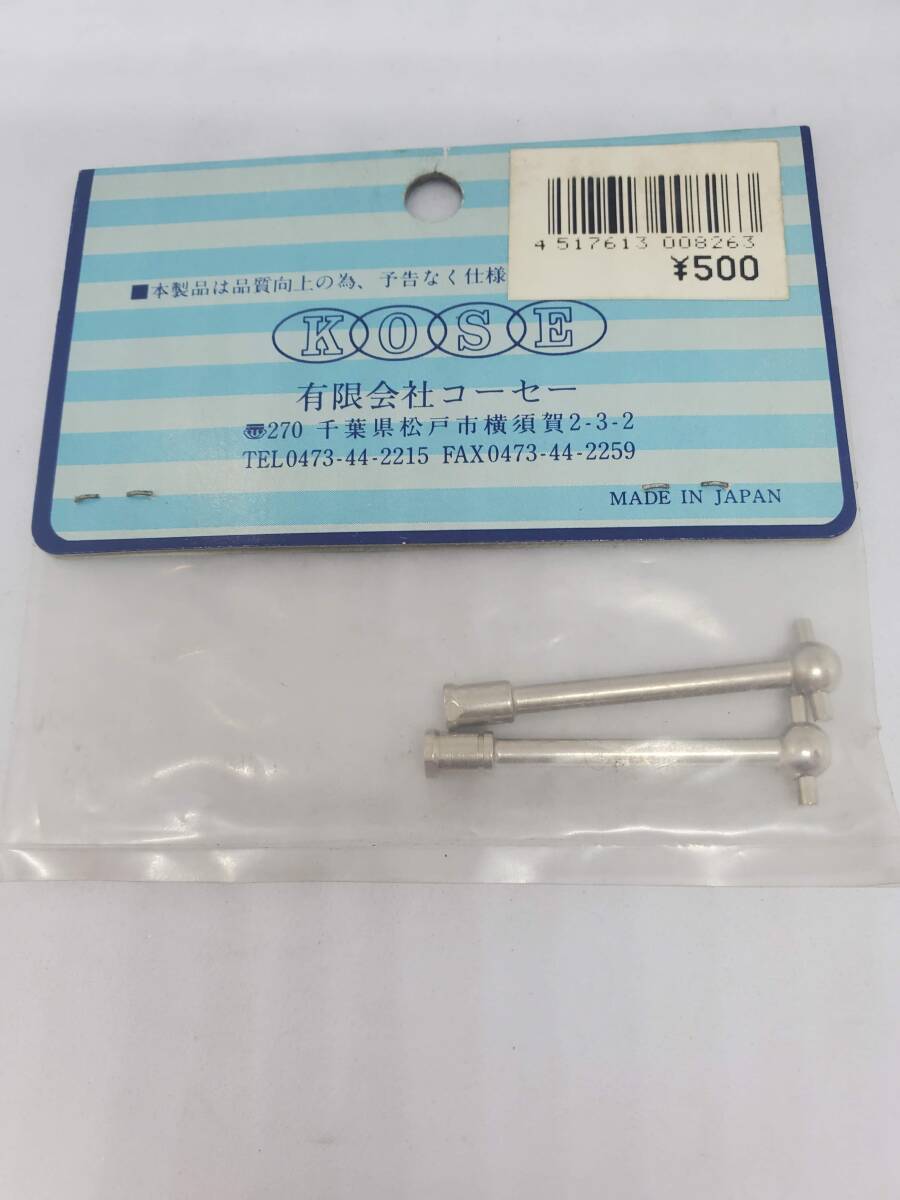 4 517613 008263
¥500
■本製品は品質向上の為、予告なく仕様
KOSE
有限会社コーセー
〠270 千葉県松戸市横須賀2-3-2
TEL0473-44-2215 FAX0473-44-2259
MADE IN JAPAN